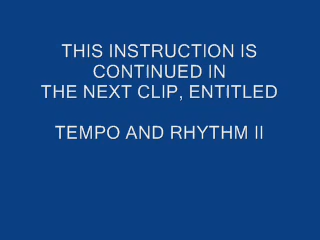 THIS INSTRUCTION IS
CONTINUED IN
THE NEXT CLIP, ENTITLED
TEMPO AND RHYTHM II